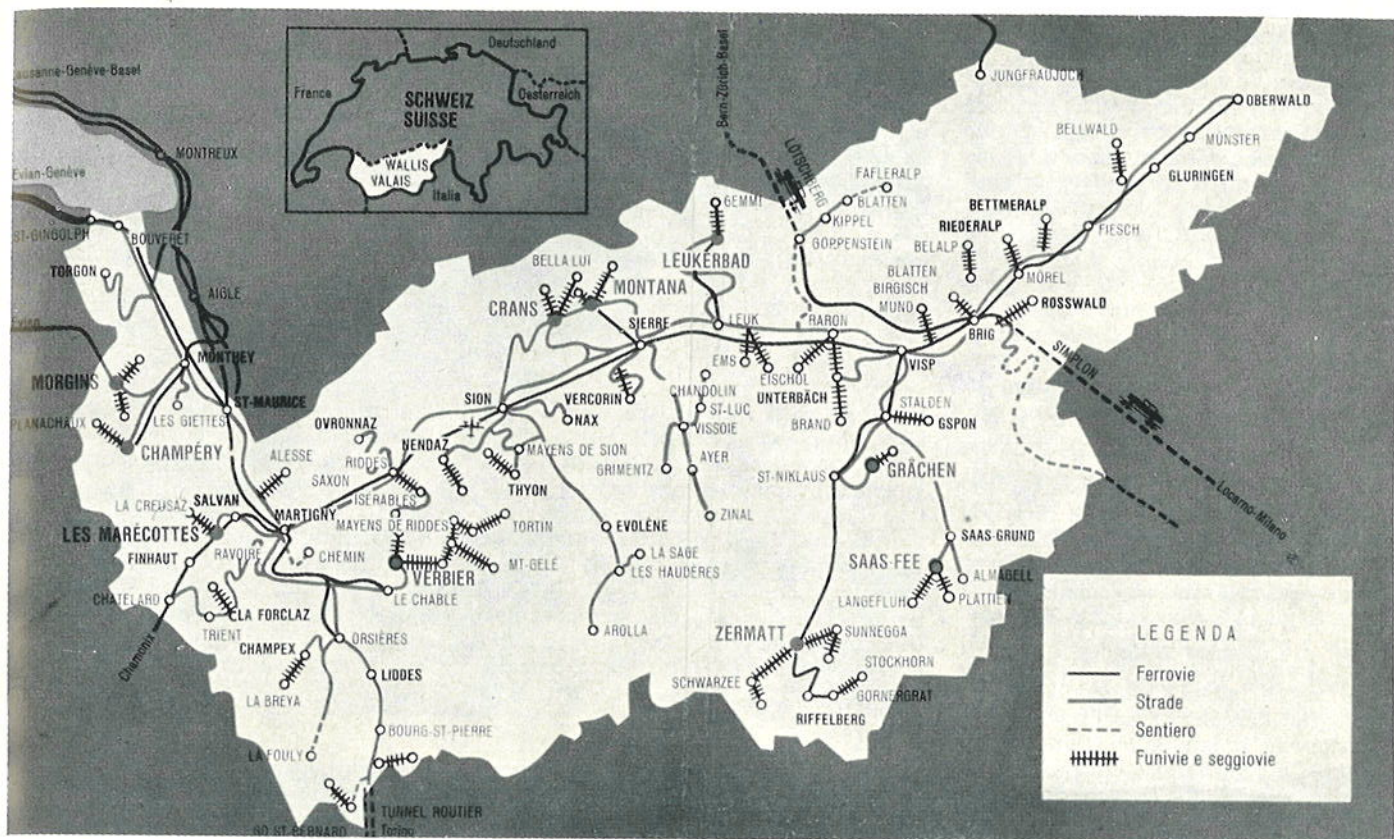 Lausanne-Genève-Basel
Deutschland
France
Oesterreich
SCHWEIZ
SUISSE
WALLIS
VALAIS
Italia
Bern-Zürich-Basel
LÖTSCHBERG
JUNGFRAUJOCH
OBERWALD
BELLWALD
MÜNSTER
GLURINGEN
MONTREUX
Evian-Genève
ST-GINGOLPH
BOUVERET
TORGON
AIGLE
GEMMI
FAFLERALP
BLATTEN
KIPPEL
GOPPENSTEIN
BETTMERALP
RIEDERALP
BELALP
FIESCH
MÖREL
BLATTEN
BIRGISCH
MUND
ROSSWALD
BELLA LUI
LEUKERBAD
MONTANA
CRANS
SIERRE
LEUK
RARON
BRIG
VISP
SIMPLON
MONTHEY
MORGINS
ST-MAURICE
PLANACHAUX
LES GIETTES
CHAMPÉRY
EMS
EISCHOL
UNTERBÄCH
CHANDOLIN
ST-LUC
VISSOIE
BRAND
STALDEN
GSPON
VERCORIN
NAX
SION
OVRONNAZ
NENDAZ
ALESSE
RIDDES
SAXON
ISÉRABLES
MAYENS DE SION
THYON
GRIMENTZ
AYER
ZINAL
ST-NIKLAUS
GRÄCHEN
LA CREUSAZ
SALVAN
MARTIGNY
MAYENS DE RIDDES
TORTIN
EVOLÈNE
LES MARÉCOTTES
RAVOIRE
CHEMIN
FINHAUT
VERBIER
MT-GELÉ
LA SAGE
LES HAUDÈRES
SAAS-GRUND
SAAS-FEE
ALMAGELL
LANGEFLUH
PLATTIEN
Locarno-Milano
CHATELARD
LE CHABLE
LA FORCLAZ
TRIENT
Chamonix
ORSIÈRES
CHAMPEX
LIDDES
LA BREYA
AROLLA
ZERMATT
SUNNEGGA
STOCKHORN
SCHWARZEE
GORNERGRAT
RIFFELBERG
BOURG-ST-PIERRE
LA FOULY
TUNNEL ROUTIER
GD ST-BERNARD
Torino
LEGENDA
Ferrovie
Strade
Sentiero
Funivie e seggiovie